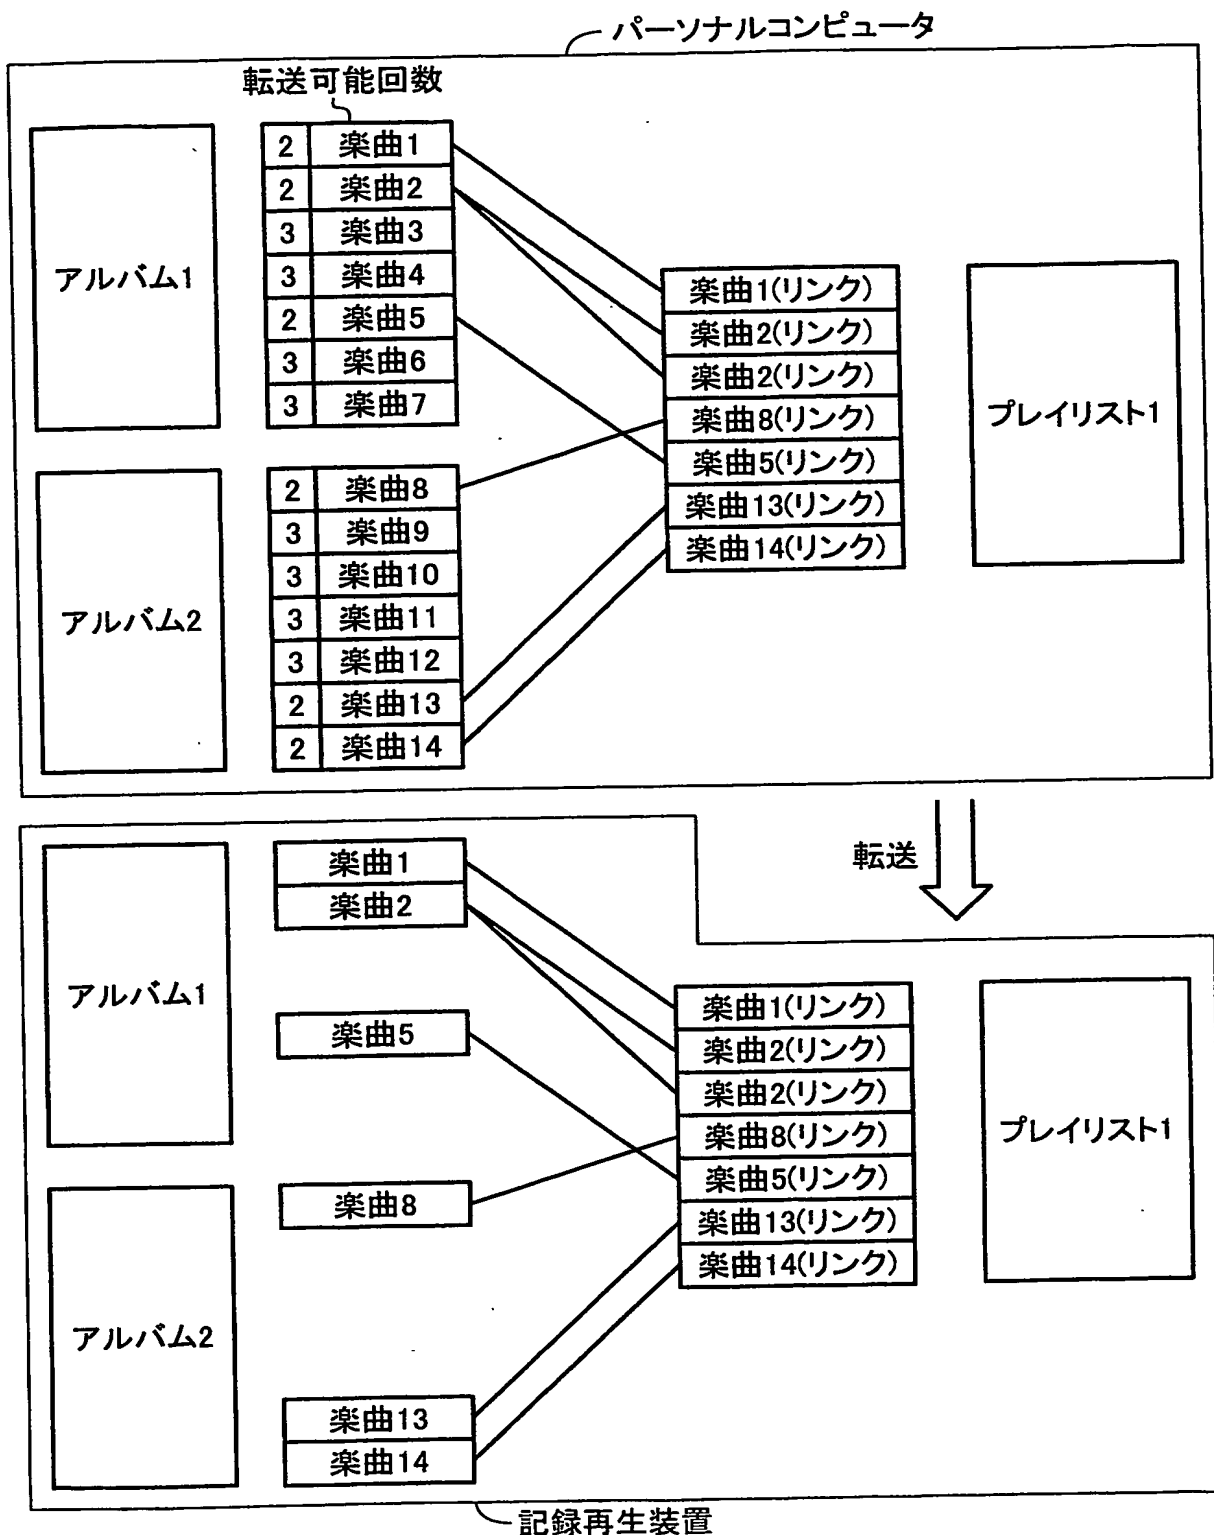 パーソナルコンピュータ
転送可能回数
アルバム1
2 楽曲1
2 楽曲2
3 楽曲3
3 楽曲4
2 楽曲5
3 楽曲6
3 楽曲7
アルバム2
2 楽曲8
3 楽曲9
3 楽曲10
3 楽曲11
3 楽曲12
2 楽曲13
2 楽曲14
楽曲1(リンク)
楽曲2(リンク)
楽曲2(リンク)
楽曲8(リンク)
楽曲5(リンク)
楽曲13(リンク)
楽曲14(リンク)
プレイリスト1
転送
アルバム1
楽曲1
楽曲2
楽曲5
アルバム2
楽曲8
楽曲13
楽曲14
楽曲1(リンク)
楽曲2(リンク)
楽曲2(リンク)
楽曲8(リンク)
楽曲5(リンク)
楽曲13(リンク)
楽曲14(リンク)
プレイリスト1
記録再生装置